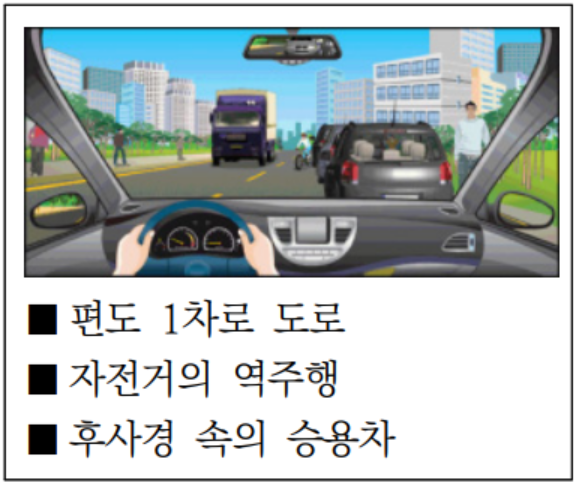 ■ 편도 1차로 도로
■ 자전거의 역주행
■ 후사경 속의 승용차